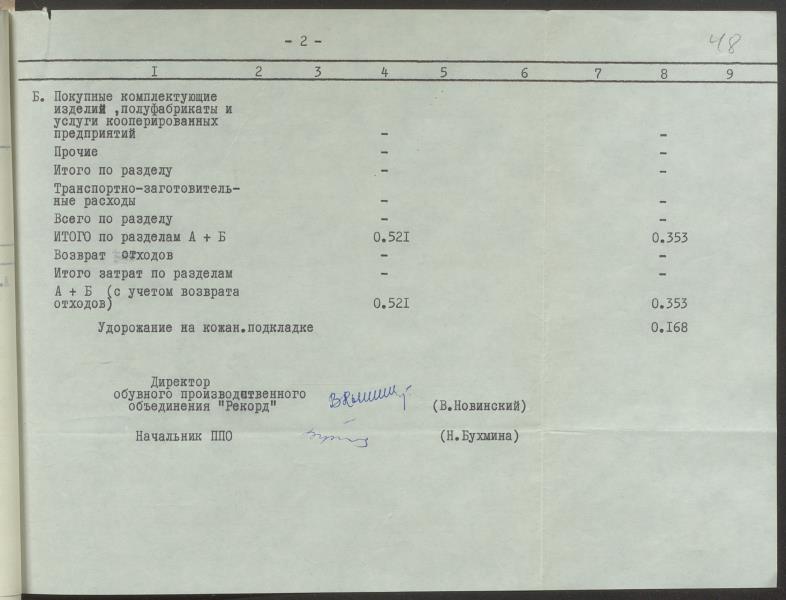 - 2 -
48
I 2 3 4 5 6 7 8 9
Б. Покупные комплектующие
изделий ,полуфабрикаты и
услуги кооперированных
предприятий - -
Прочие - -
Итого по разделу - -
Транспортно-заготовитель-
ные расходы - -
Всего по разделу - -
ИТОГО по разделам А + Б 0.52I 0.353
Возврат отходов - -
Итого затрат по разделам - -
А + Б (с учетом возврата
отходов) 0.52I 0.353
Удорожание на кожан.подкладке 0.I68
Директор
обувного производственного
объединения "Рекорд" (В.Новинский)
Начальник ППО (Н.Бухмина)